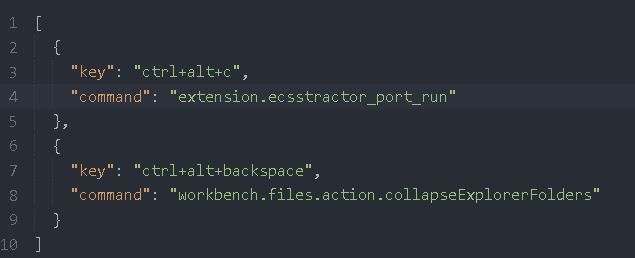 1 [
2   {
3     "key": "ctrl+alt+c",
4     "command": "extension.ecsstractor_port_run"
5   },
6   {
7     "key": "ctrl+alt+backspace",
8     "command": "workbench.files.action.collapseExplorerFolders"
9   }
10 ]